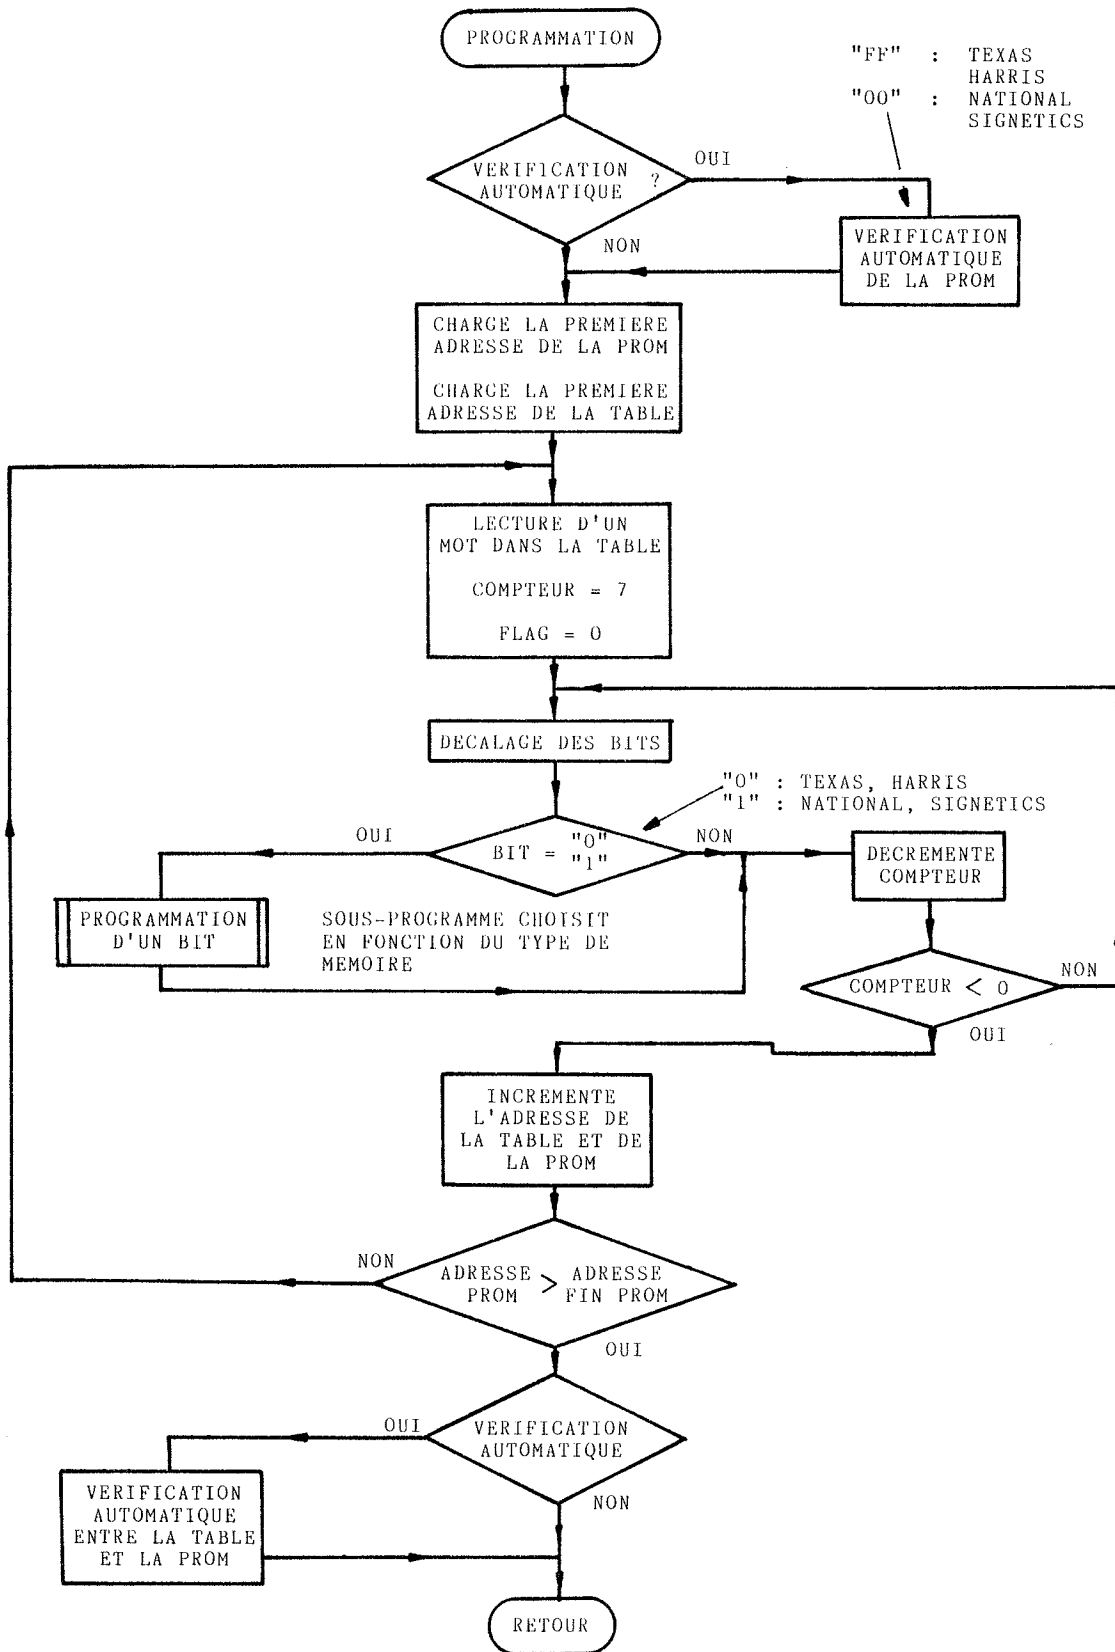 PROGRAMMATION
"FF" : TEXAS
HARRIS
"00" : NATIONAL
SIGNETICS
VERIFICATION
AUTOMATIQUE ?
OUI
NON
VERIFICATION
AUTOMATIQUE
DE LA PROM
CHARGE LA PREMIERE
ADRESSE DE LA PROM
CHARGE LA PREMIERE
ADRESSE DE LA TABLE
LECTURE D'UN
MOT DANS LA TABLE
COMPTEUR = 7
FLAG = 0
DECALAGE DES BITS
"0" : TEXAS, HARRIS
"1" : NATIONAL, SIGNETICS
OUI
BIT = "0"
"1"
NON
DECREMENTE
COMPTEUR
PROGRAMMATION
D'UN BIT
SOUS-PROGRAMME CHOISIT
EN FONCTION DU TYPE DE
MEMOIRE
COMPTEUR < 0
NON
OUI
INCREMENTE
L'ADRESSE DE
LA TABLE ET DE
LA PROM
NON
ADRESSE > ADRESSE
PROM FIN PROM
OUI
OUI
VERIFICATION
AUTOMATIQUE
NON
VERIFICATION
AUTOMATIQUE
ENTRE LA TABLE
ET LA PROM
RETOUR